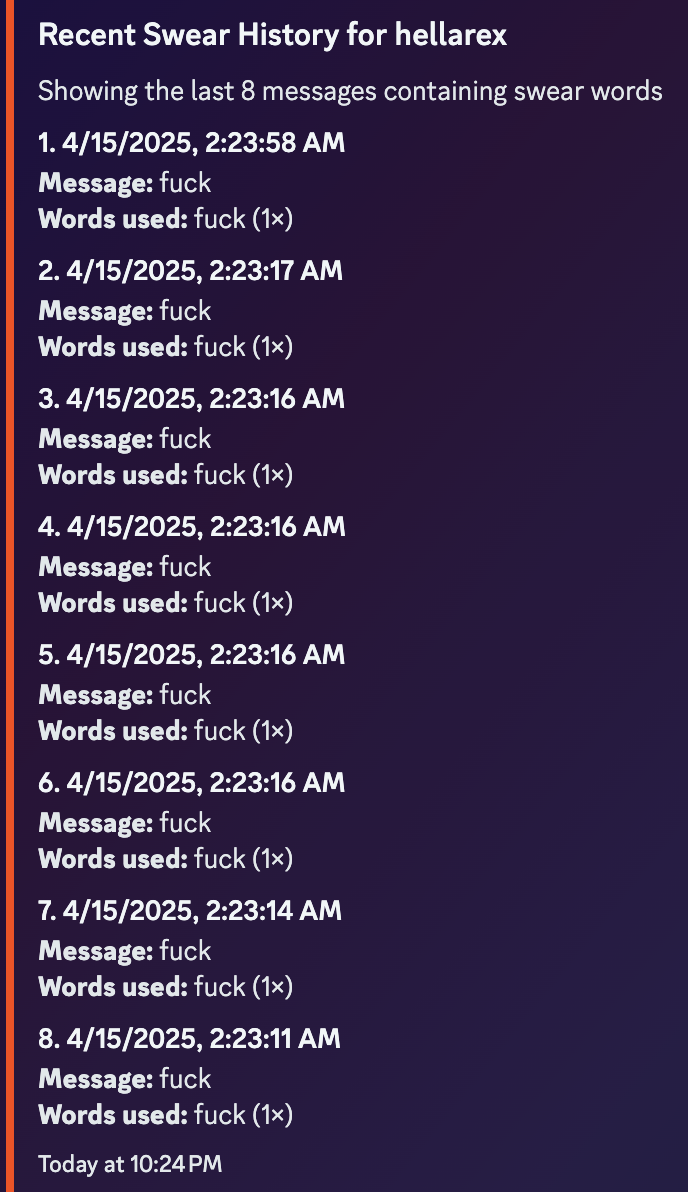 Recent Swear History for hellarex
Showing the last 8 messages containing swear words
1. 4/15/2025, 2:23:58 AM
Message: fuck
Words used: fuck (1×)
2. 4/15/2025, 2:23:17 AM
Message: fuck
Words used: fuck (1×)
3. 4/15/2025, 2:23:16 AM
Message: fuck
Words used: fuck (1×)
4. 4/15/2025, 2:23:16 AM
Message: fuck
Words used: fuck (1×)
5. 4/15/2025, 2:23:16 AM
Message: fuck
Words used: fuck (1×)
6. 4/15/2025, 2:23:16 AM
Message: fuck
Words used: fuck (1×)
7. 4/15/2025, 2:23:14 AM
Message: fuck
Words used: fuck (1×)
8. 4/15/2025, 2:23:11 AM
Message: fuck
Words used: fuck (1×)
Today at 10:24 PM